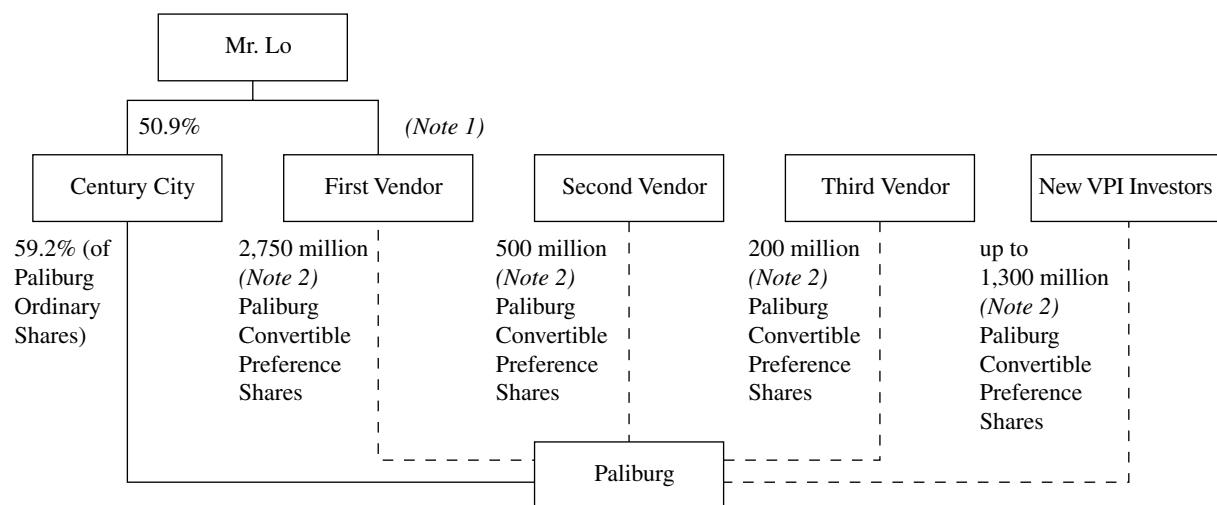 Mr. Lo
50.9%
(Note 1)
Century City
First Vendor
Second Vendor
Third Vendor
New VPI Investors
59.2% (of
Paliburg
Ordinary
Shares)
2,750 million
(Note 2)
Paliburg
Convertible
Preference
Shares
500 million
(Note 2)
Paliburg
Convertible
Preference
Shares
200 million
(Note 2)
Paliburg
Convertible
Preference
Shares
up to
1,300 million
(Note 2)
Paliburg
Convertible
Preference
Shares
Paliburg